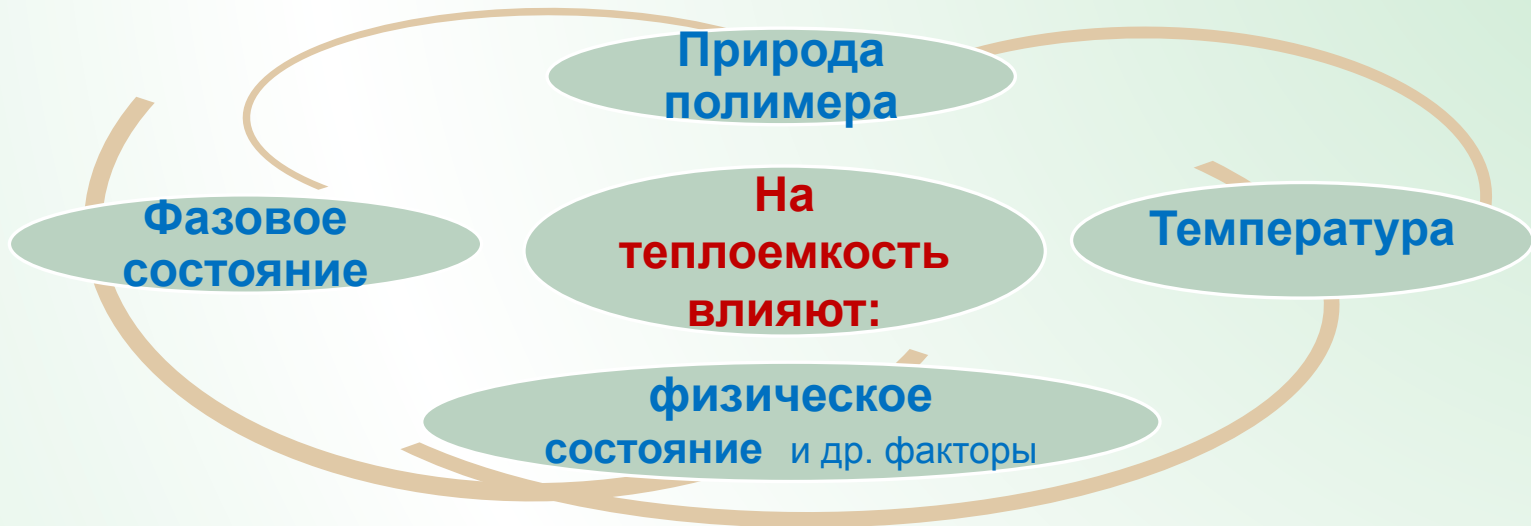 Природа
полимера
На
теплоемкость
влияют:
Фазовое
состояние
Температура
физическое
состояние и др. факторы